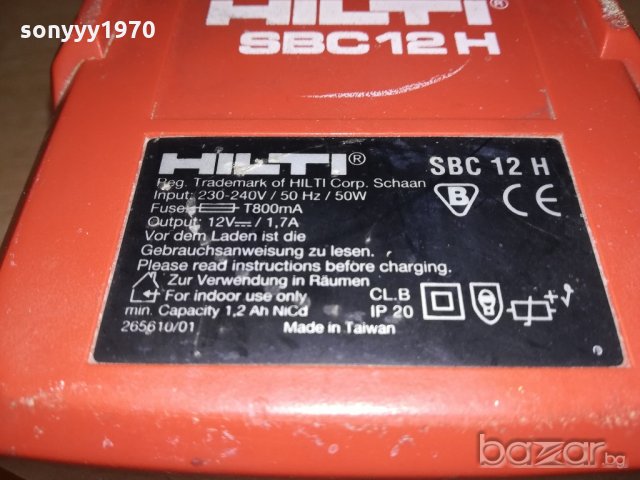 sonyyy1970
HILTI®
SBC 12 H
HILTI® SBC 12 H
Reg. Trademark of HILTI Corp. Schaan
Input: 230-240V / 50 Hz / 50W
Fuse: T800mA
Output: 12V⎓ / 1,7A
Vor dem Laden ist die
Gebrauchsanweisung zu lesen.
Please read instructions before charging.
Zur Verwendung in Räumen
For indoor use only CL.B
min. Capacity 1,2 Ah NiCd IP 20
265610/01 Made in Taiwan
B CE
e
bazar.bg